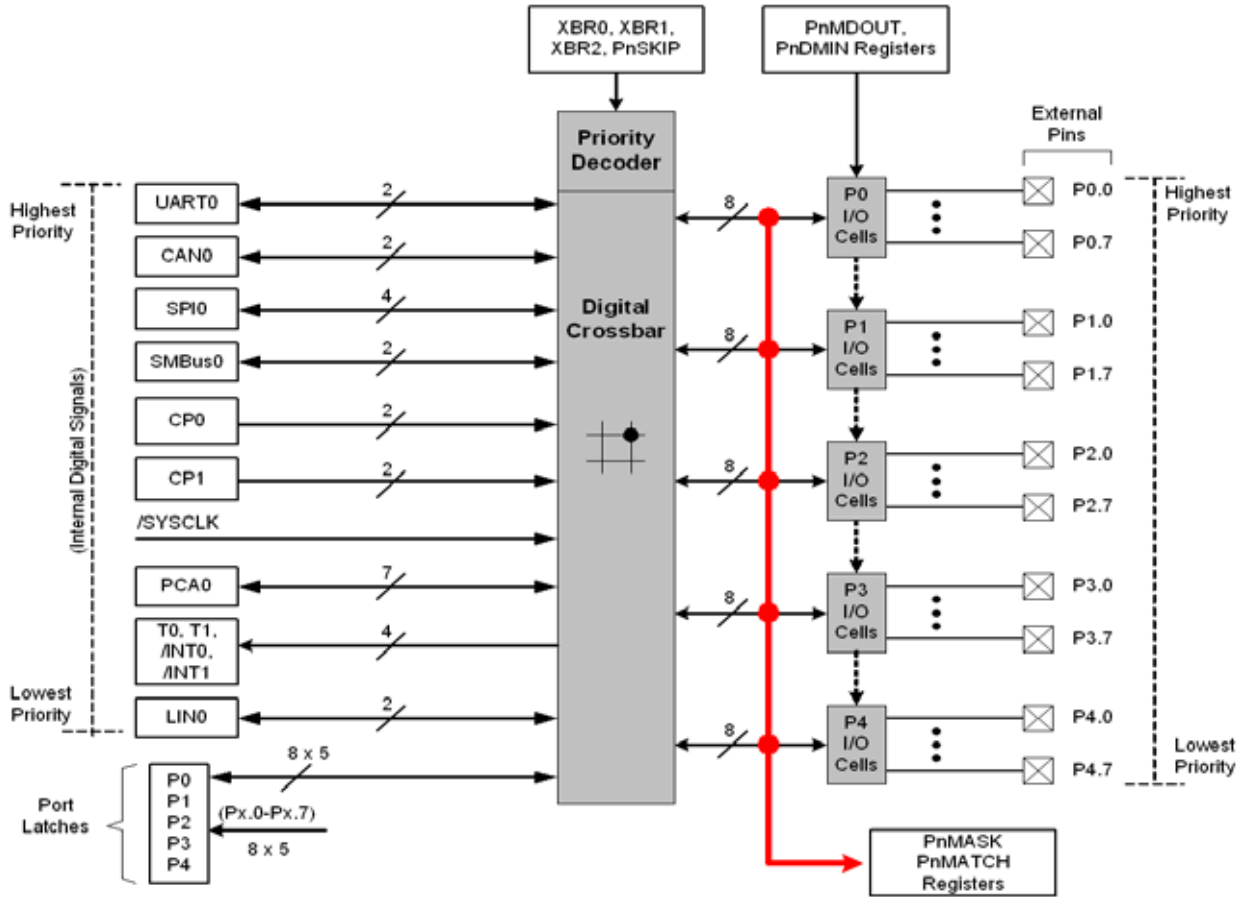 XBR0, XBR1,
XBR2, PnSKIP
PnMDOUT,
PnDMIN Registers
External
Pins
Priority
Decoder
Highest
Priority
UART0
2
8
P0
I/O
Cells
P0.0
P0.7
Highest
Priority
CAN0
2
SPI0
4
Digital
Crossbar
8
P1
I/O
Cells
P1.0
P1.7
SMBus0
2
(Internal Digital Signals)
CP0
2
CP1
2
8
P2
I/O
Cells
P2.0
P2.7
/SYSCLK
PCA0
7
8
P3
I/O
Cells
P3.0
P3.7
T0, T1,
/INT0,
/INT1
4
Lowest
Priority
LIN0
2
8
P4
I/O
Cells
P4.0
P4.7
Lowest
Priority
Port
Latches
P0
P1
P2
P3
P4
8 x 5
(Px.0-Px.7)
8 x 5
PnMASK
PnMATCH
Registers